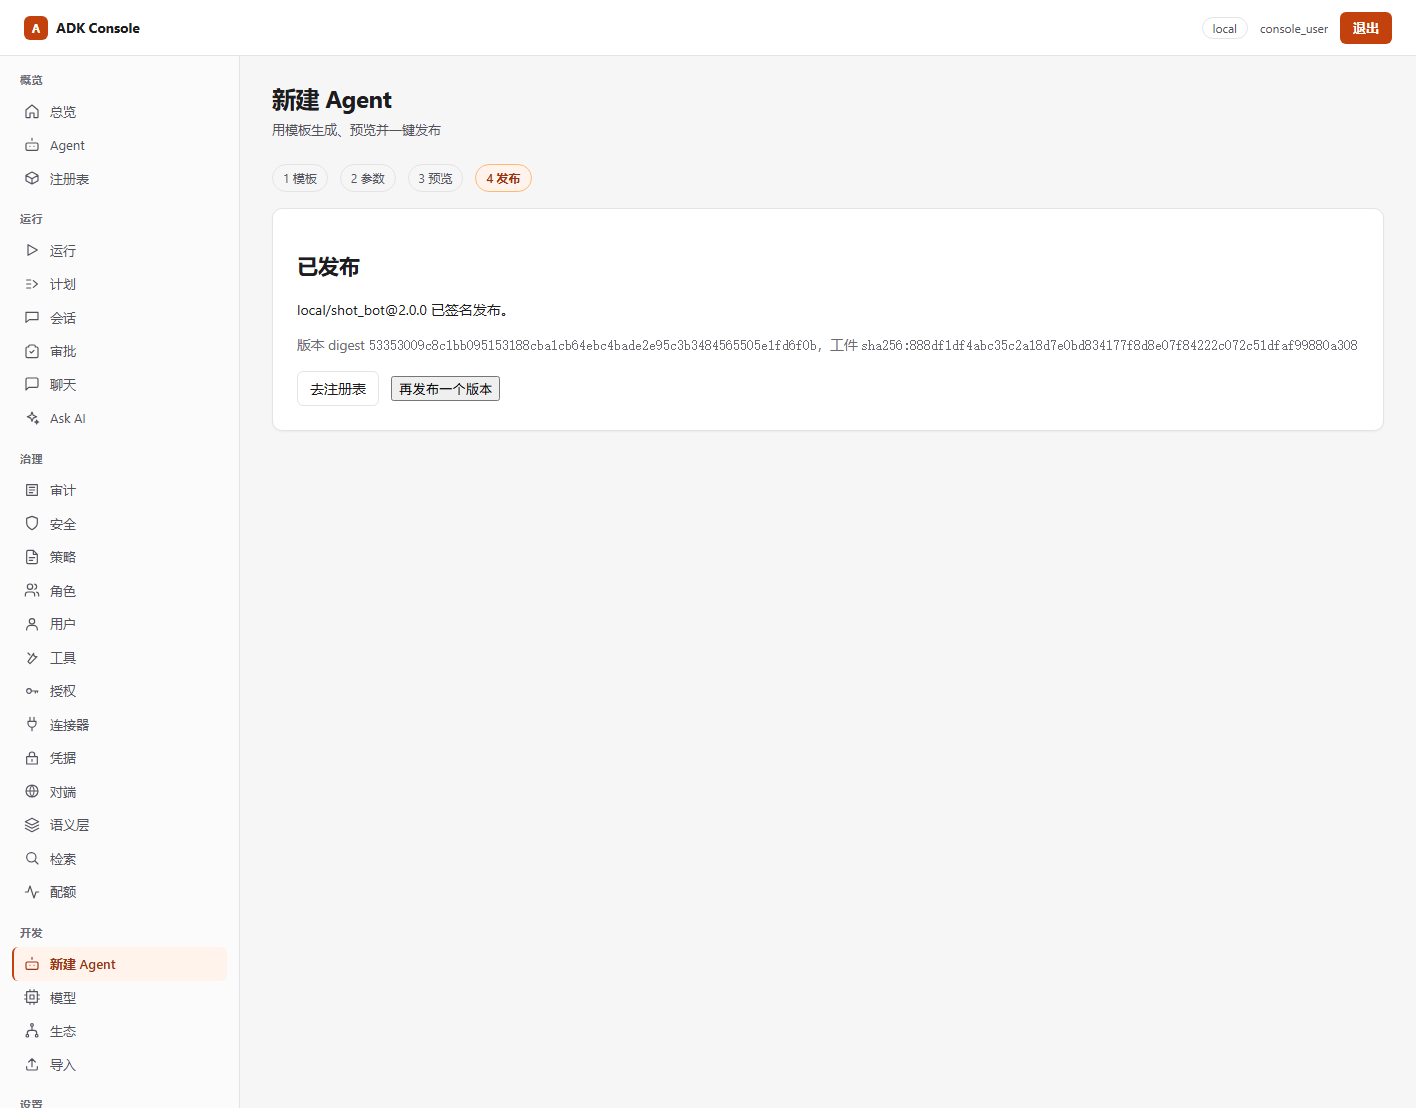 A ADK Console
local console_user 退出
概览
总览
Agent
注册表
运行
运行
计划
会话
审批
聊天
Ask AI
治理
审计
安全
策略
角色
用户
工具
授权
连接器
凭据
对端
语义层
检索
配额
开发
新建 Agent
模型
生态
导入
设置
新建 Agent
用模板生成、预览并一键发布
1 模板 2 参数 3 预览 4 发布
已发布
local/shot_bot@2.0.0 已签名发布。
版本 digest 53353009c8c1bb095153188cba1cb64ebc4bade2e95c3b3484565505e1fd6f0b，工件 sha256:888df1df4abc35c2a18d7e0bd834177f8d8e07f84222c072c51dfaf99880a308
去注册表 再发布一个版本